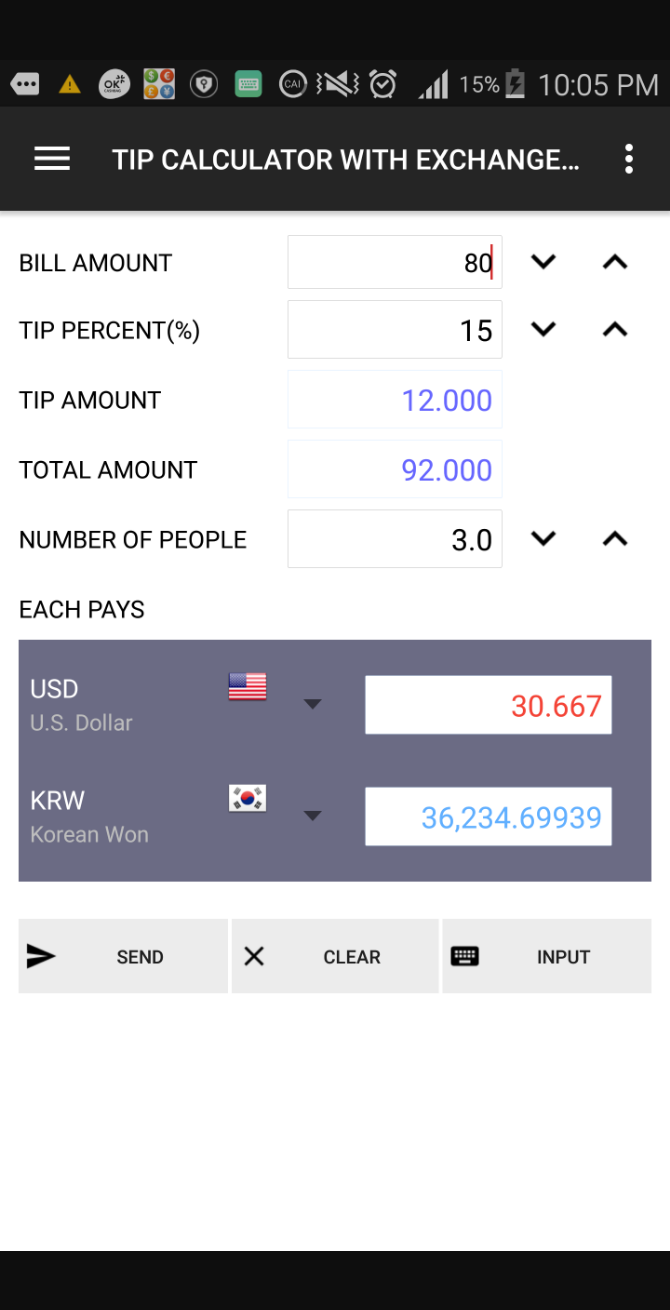 OK CAI 15% 10:05 PM
TIP CALCULATOR WITH EXCHANGE...
BILL AMOUNT 80
TIP PERCENT(%) 15
TIP AMOUNT 12.000
TOTAL AMOUNT 92.000
NUMBER OF PEOPLE 3.0
EACH PAYS
USD 30.667
U.S. Dollar
KRW 36,234.69939
Korean Won
SEND CLEAR INPUT